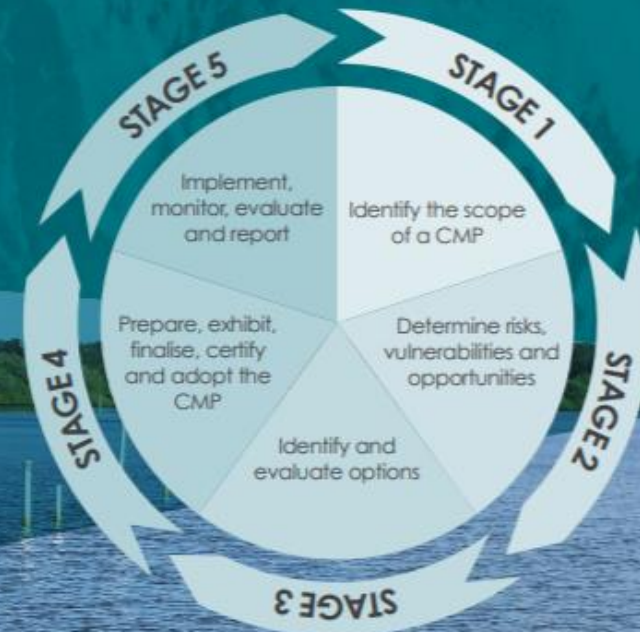 STAGE 1
Identify the scope
of a CMP
STAGE 2
Determine risks,
vulnerabilities and
opportunities
STAGE 3
Identify and
evaluate options
STAGE 4
Prepare, exhibit,
finalise, certify
and adopt the
CMP
STAGE 5
Implement,
monitor, evaluate
and report